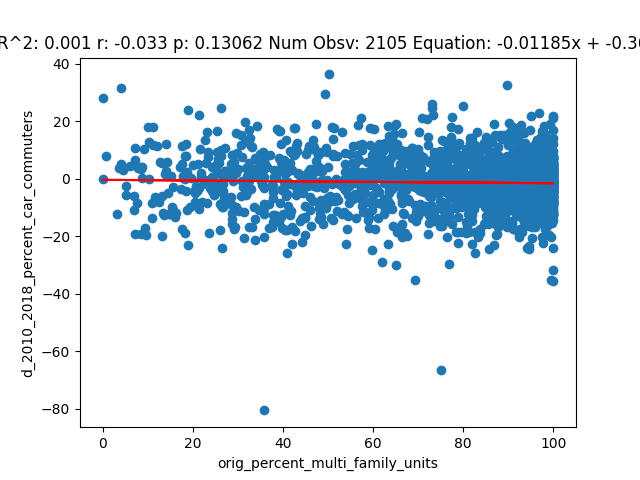 R^2: 0.001 r: -0.033 p: 0.13062 Num Obsv: 2105 Equation: -0.01185x + -0.3
40
20
0
−20
−40
−60
−80
d_2010_2018_percent_car_commuters
0 20 40 60 80 100
orig_percent_multi_family_units